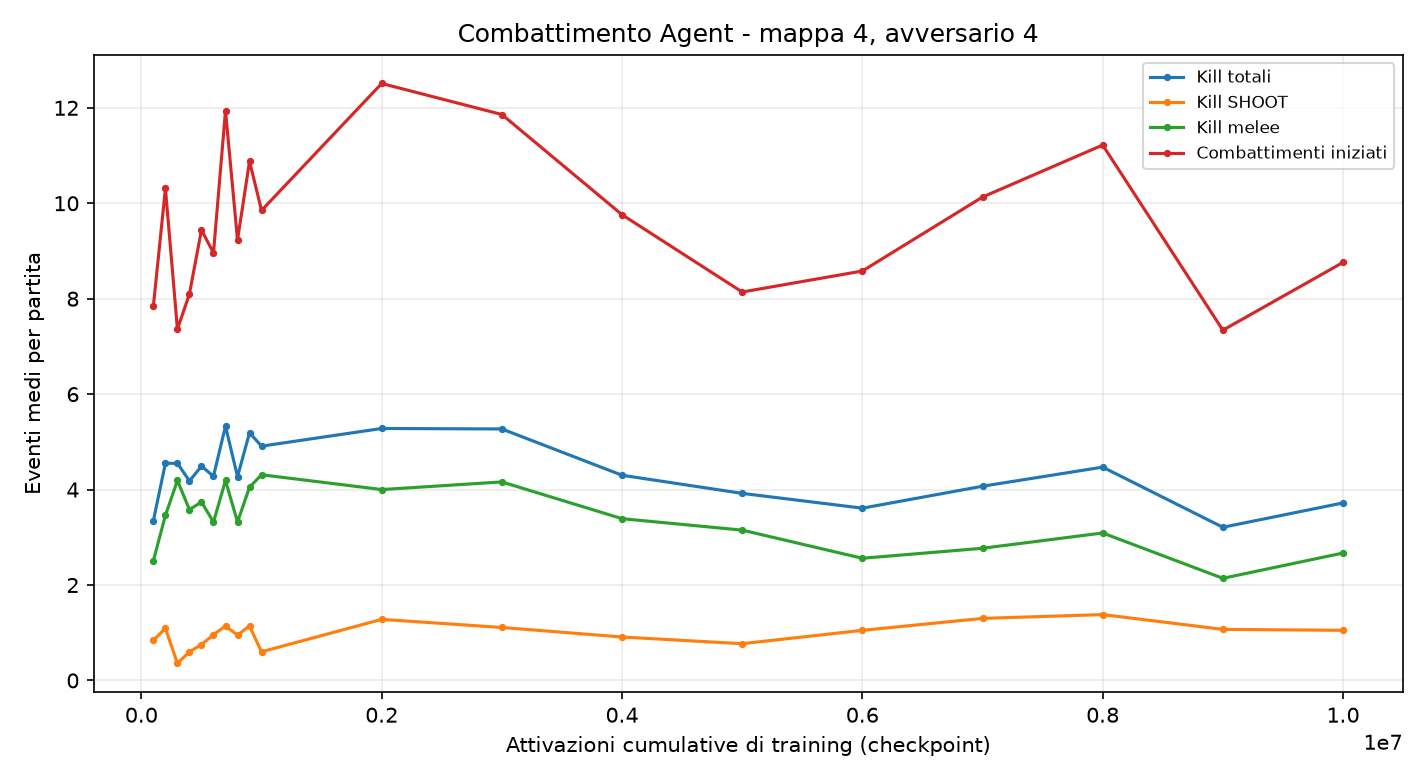 Combattimento Agent - mappa 4, avversario 4
Kill totali
Kill SHOOT
Kill melee
Combattimenti iniziati
Eventi medi per partita
12
10
8
6
4
2
0
0.0 0.2 0.4 0.6 0.8 1.0
1e7
Attivazioni cumulative di training (checkpoint)